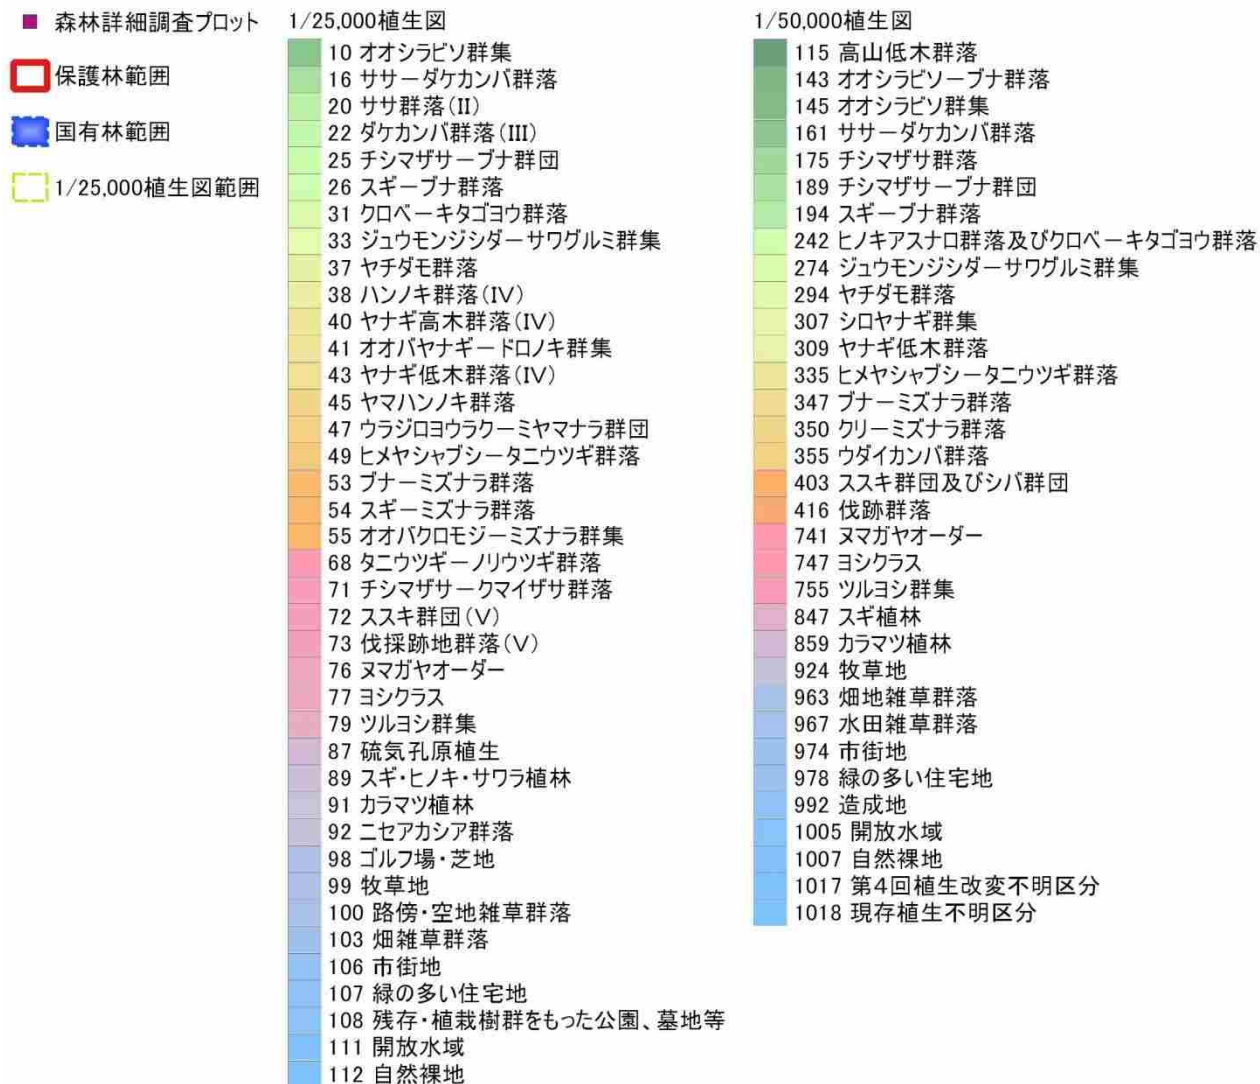 森林詳細調査プロット
保護林範囲
国有林範囲
1/25,000植生図範囲
1/25,000植生図
10 オオシラビソ群集
16 ササーダケカンバ群落
20 ササ群落(II)
22 ダケカンバ群落(III)
25 チシマザサーブナ群団
26 スギーブナ群落
31 クロベーキタゴヨウ群落
33 ジュウモンジシダーサワグルミ群集
37 ヤチダモ群落
38 ハンノキ群落(IV)
40 ヤナギ高木群落(IV)
41 オオバヤナギードロノキ群集
43 ヤナギ低木群落(IV)
45 ヤマハンノキ群落
47 ウラジロヨウラクーミヤマナラ群団
49 ヒメヤシャブシータニウツギ群落
53 ブナーミズナラ群落
54 スギーミズナラ群落
55 オオバクロモジーミズナラ群集
68 タニウツギーノリウツギ群落
71 チシマザサークマイザサ群落
72 ススキ群団(V)
73 伐採跡地群落(V)
76 ヌマガヤオーダー
77 ヨシクラス
79 ツルヨシ群集
87 硫気孔原植生
89 スギ・ヒノキ・サワラ植林
91 カラマツ植林
92 ニセアカシア群落
98 ゴルフ場・芝地
99 牧草地
100 路傍・空地雑草群落
103 畑雑草群落
106 市街地
107 緑の多い住宅地
108 残存・植栽樹群をもった公園、墓地等
111 開放水域
112 自然裸地
1/50,000植生図
115 高山低木群落
143 オオシラビソーブナ群落
145 オオシラビソ群集
161 ササーダケカンバ群落
175 チシマザサ群落
189 チシマザサーブナ群団
194 スギーブナ群落
242 ヒノキアスナロ群落及びクロベーキタゴヨウ群落
274 ジュウモンジシダーサワグルミ群集
294 ヤチダモ群落
307 シロヤナギ群集
309 ヤナギ低木群落
335 ヒメヤシャブシータニウツギ群落
347 ブナーミズナラ群落
350 クリーミズナラ群落
355 ウダイカンバ群落
403 ススキ群団及びシバ群団
416 伐跡群落
741 ヌマガヤオーダー
747 ヨシクラス
755 ツルヨシ群集
847 スギ植林
859 カラマツ植林
924 牧草地
963 畑地雑草群落
967 水田雑草群落
974 市街地
978 緑の多い住宅地
992 造成地
1005 開放水域
1007 自然裸地
1017 第4回植生改変不明区分
1018 現存植生不明区分